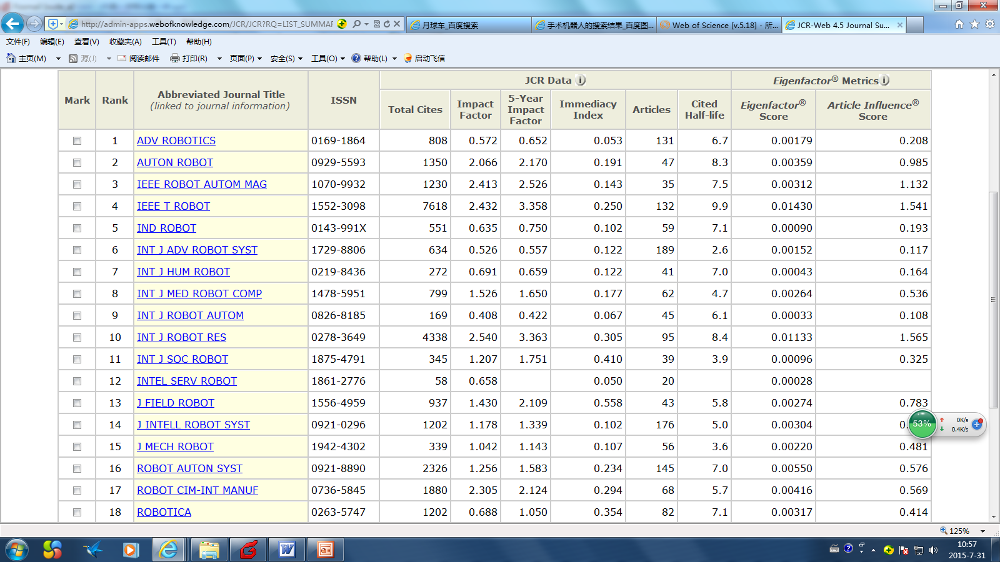 http://admin-apps.webofknowledge.com/JCR/JCR?RQ=LIST_SUMMAR
月球车_百度搜索
手术机器人的搜索结果_百度图...
Web of Science [v.5.18] - 所...
JCR-Web 4.5 Journal Su...
文件(F) 编辑(E) 查看(V) 收藏夹(A) 工具(T) 帮助(H)
主页(M) 源(J) 阅读邮件 打印(R) 页面(P) 安全(S) 工具(O) 帮助(L) 启动飞信
JCR Data Eigenfactor® Metrics
Mark Rank Abbreviated Journal Title (linked to journal information) ISSN Total Cites Impact Factor 5-Year Impact Factor Immediacy Index Articles Cited Half-life Eigenfactor® Score Article Influence® Score
1 ADV ROBOTICS 0169-1864 808 0.572 0.652 0.053 131 6.7 0.00179 0.208
2 AUTON ROBOT 0929-5593 1350 2.066 2.170 0.191 47 8.3 0.00359 0.985
3 IEEE ROBOT AUTOM MAG 1070-9932 1230 2.413 2.526 0.143 35 7.5 0.00312 1.132
4 IEEE T ROBOT 1552-3098 7618 2.432 3.358 0.250 132 9.9 0.01430 1.541
5 IND ROBOT 0143-991X 551 0.635 0.750 0.102 59 7.1 0.00090 0.193
6 INT J ADV ROBOT SYST 1729-8806 634 0.526 0.557 0.122 189 2.6 0.00152 0.117
7 INT J HUM ROBOT 0219-8436 272 0.691 0.659 0.122 41 7.0 0.00043 0.164
8 INT J MED ROBOT COMP 1478-5951 799 1.526 1.650 0.177 62 4.7 0.00264 0.536
9 INT J ROBOT AUTOM 0826-8185 169 0.408 0.422 0.067 45 6.1 0.00033 0.108
10 INT J ROBOT RES 0278-3649 4338 2.540 3.363 0.305 95 8.4 0.01133 1.565
11 INT J SOC ROBOT 1875-4791 345 1.207 1.751 0.410 39 3.9 0.00096 0.325
12 INTEL SERV ROBOT 1861-2776 58 0.658 0.050 20 0.00028
13 J FIELD ROBOT 1556-4959 937 1.430 2.109 0.558 43 5.8 0.00274 0.783
14 J INTELL ROBOT SYST 0921-0296 1202 1.178 1.339 0.102 176 5.0 0.00304
15 J MECH ROBOT 1942-4302 339 1.042 1.143 0.107 56 3.6 0.00220 0.481
16 ROBOT AUTON SYST 0921-8890 2326 1.256 1.583 0.234 145 7.0 0.00550 0.576
17 ROBOT CIM-INT MANUF 0736-5845 1880 2.305 2.124 0.294 68 5.7 0.00416 0.569
18 ROBOTICA 0263-5747 1202 0.688 1.050 0.354 82 7.1 0.00317 0.414
53% 0K/s
0.4K/s
125%
10:57
2015-7-31